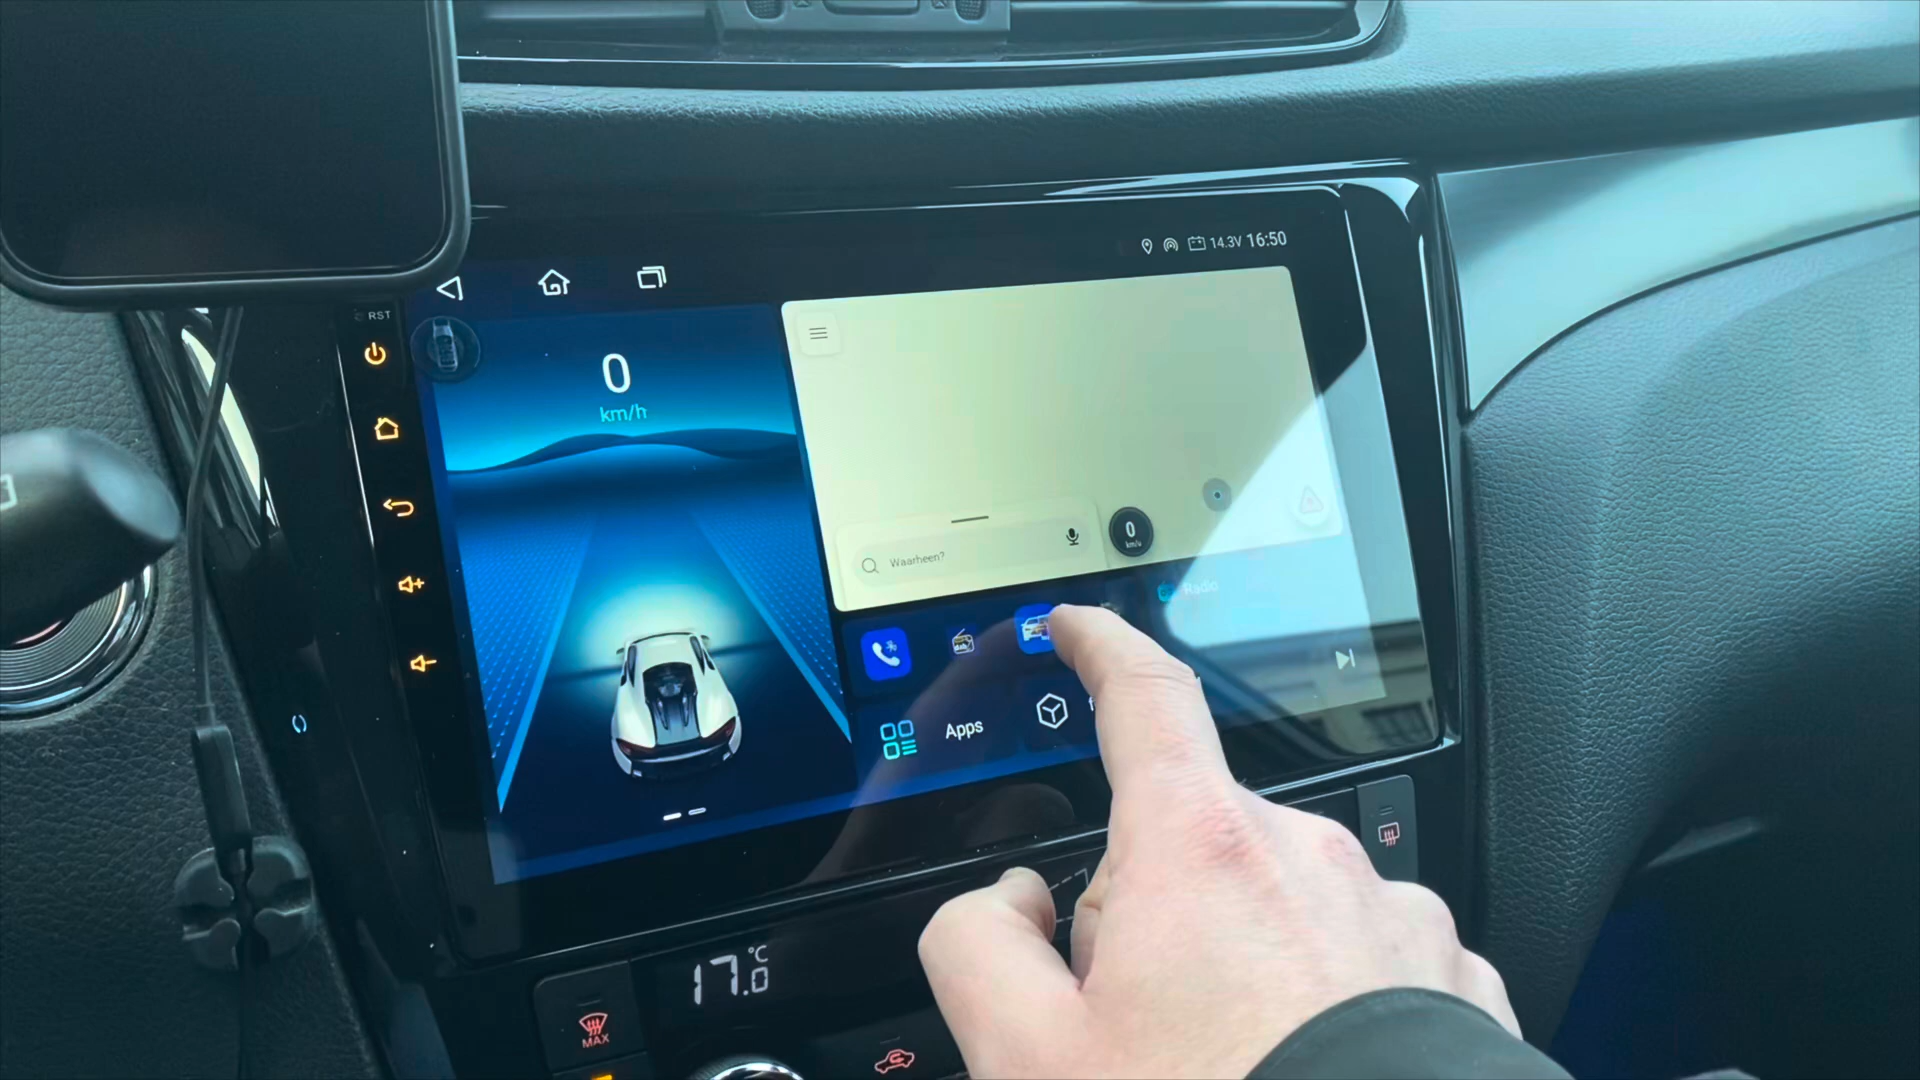 14.3V 16:50
RST
0
km/h
0
km/h
Waarheen?
Radio
Apps
17.0 °C
MAX